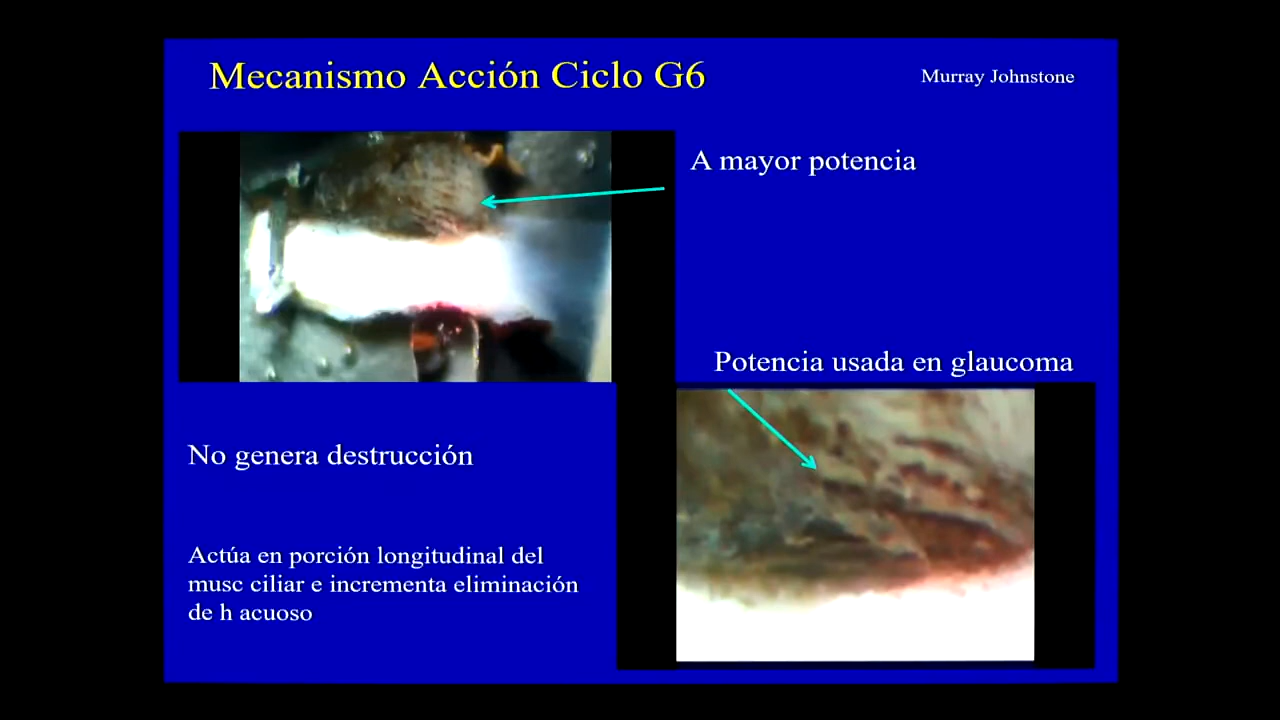 Mecanismo Acción Ciclo G6
Murray Johnstone
A mayor potencia
Potencia usada en glaucoma
No genera destrucción
Actúa en porción longitudinal del
musc ciliar e incrementa eliminación
de h acuoso